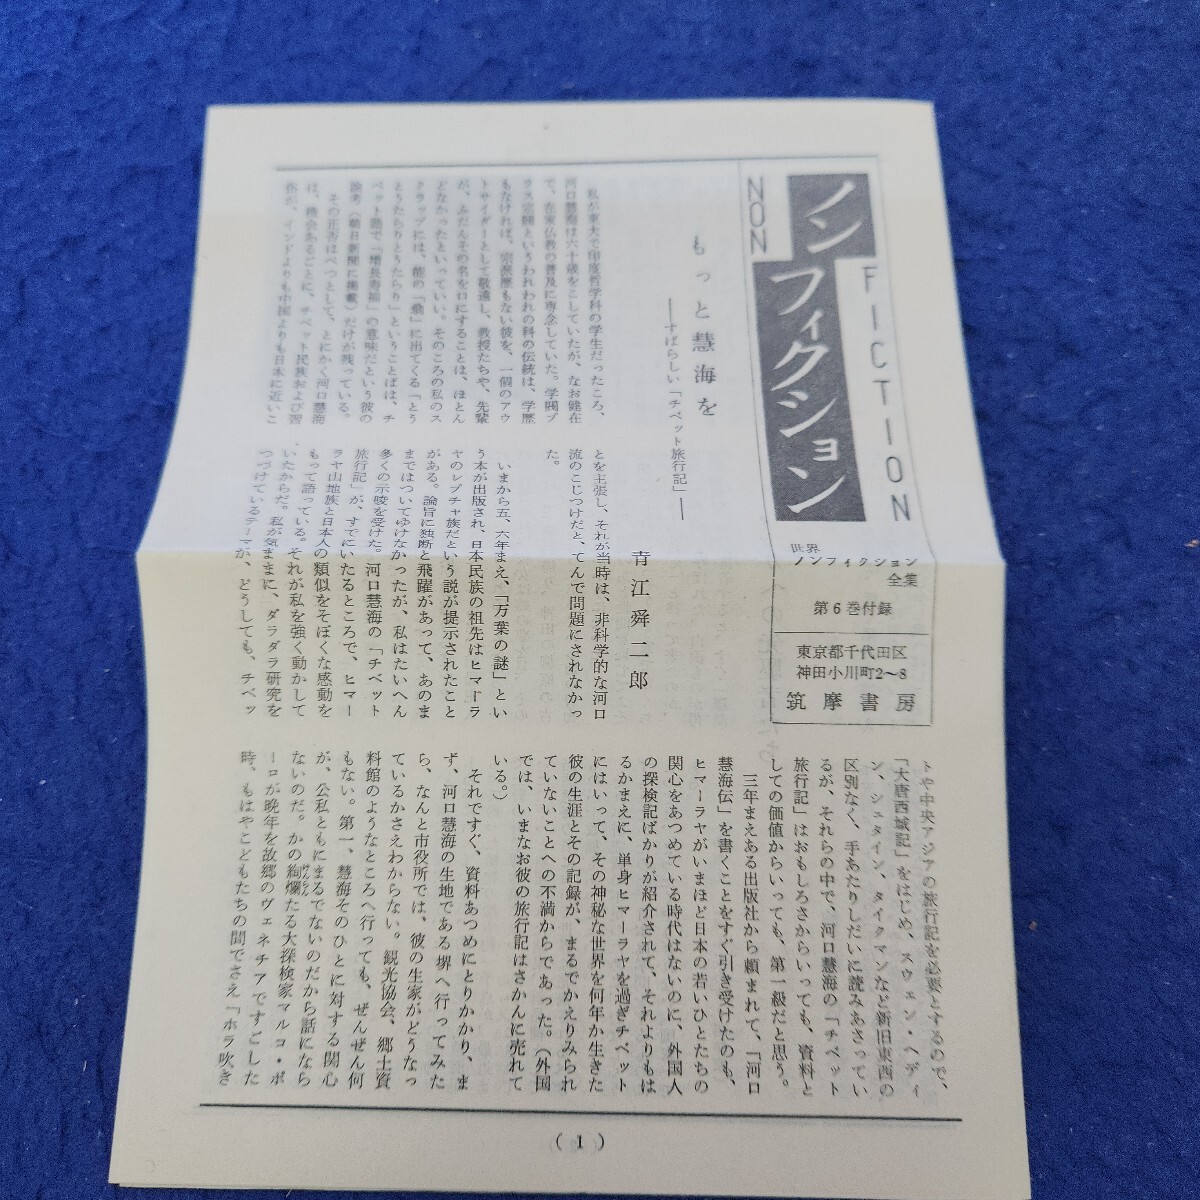 ノンフィクション
NON
FICTION
世界
ノンフィクション
全集
第6巻付録
東京都千代田区
神田小川町2〜8
筑摩書房
もっと慧海を
――すばらしい「チベット旅行記」――
青江舜二郎
私が東大で印度哲学科の学生だったころ、
河口慧海は六十歳をこしていたが、なお健在
で、在家仏教の普及に専念していた。学閥プ
ラス宗閥というわれわれの科の伝統は、学歴
もなければ、宗派歴もない彼を、一個のアウ
トサイダーとして敬遠し、教授たちや、先輩
が、ふだんその名を口にすることは、ほとん
どなかったといっていい。そのころの私のス
クラップには、能の「翁」に出てくる「とう
とうたらりとうたらり」ということばは、チ
ベット語で「増長寿福」の意味だという彼の
論考（朝日新聞に掲載）だけが残っている。
その正否はべつとして、とにかく河口慧海
は、機会あるごとに、チベット民族および習
俗が、インドよりも中国よりも日本に近いこ
とを主張し、それが当時は、非科学的な河口
流のこじつけだと、てんで問題にされなかっ
た。
いまから五、六年まえ、「万葉の謎」とい
う本が出版され、日本民族の祖先はヒマーラ
ヤのレプチャ族だという説が提示されたこと
がある。論旨に独断と飛躍があって、あのま
まではついてゆけなかったが、私はたいへん
多くの示唆を受けた。河口慧海の「チベット
旅行記」が、すでにいたるところで、ヒマー
ラヤ山地族と日本人の類似をそぼくな感動を
もって語っている。それが私を強く動かして
いたからだ。私が気ままに、ダラダラ研究を
つづけているテーマが、どうしても、チベッ
トや中央アジアの旅行記を必要とするので、
「大唐西域記」をはじめ、スウェン・ヘディ
ン、シュタイン、タイクマンなど新旧東西の
区別なく、手あたりしだいに読みあさってい
るが、それらの中で、河口慧海の「チベット
旅行記」はおもしろさからいっても、資料と
しての価値からいっても、第一級だと思う。
三年まえある出版社から頼まれて、「河口
慧海伝」を書くことをすぐ引き受けたのも、
ヒマーラヤがいまほど日本の若いひとたちの
関心をあつめている時代はないのに、外国人
の探検記ばかりが紹介されて、それよりもは
るかまえに、単身ヒマーラヤを過ぎチベット
にはいって、その神秘な世界を何年か生きた
彼の生涯とその記録が、まるでかえりみられ
ていないことへの不満からであった。（外国
では、いまなお彼の旅行記はさかんに売れて
いる。）
それですぐ、資料あつめにとりかかり、ま
ず、河口慧海の生地である堺へ行ってみた
ら、なんと市役所では、彼の生家がどうなっ
ているかさえわからない。観光協会、郷土資
料館のようなところへ行っても、ぜんぜん何
もない。第一、慧海そのひとに対する関心
が、公私ともにまるでないのだから話になら
ないのだ。かの絢爛けんらんたる大探検家マルコ・ポ
ーロが晩年を故郷のヴェネチアですごした
時、もはやこどもたちの間でさえ「ホラ吹き
(1)